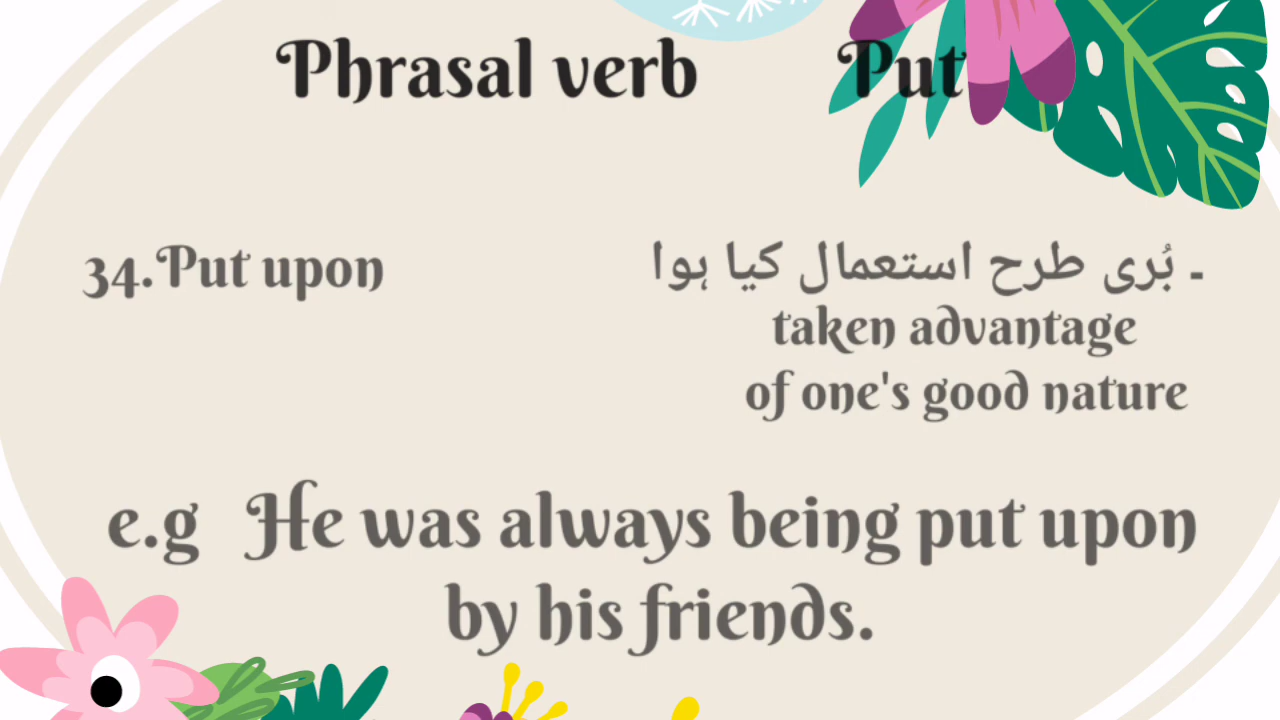 Phrasal verb Put
34.Put upon
۔ بُری طرح استعمال کیا ہوا
taken advantage
of one's good nature
e.g He was always being put upon
by his friends.